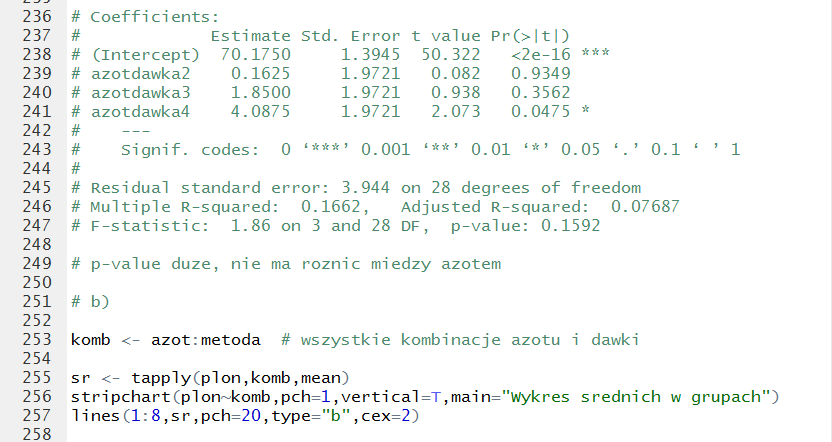 236 # Coefficients:
237 #             Estimate Std. Error t value Pr(>|t|)
238 # (Intercept)  70.1750     1.3945  50.322   <2e-16 ***
239 # azotdawka2    0.1625     1.9721   0.082   0.9349
240 # azotdawka3    1.8500     1.9721   0.938   0.3562
241 # azotdawka4    4.0875     1.9721   2.073   0.0475 *
242 #    ---
243 #    Signif. codes:  0 ‘***’ 0.001 ‘**’ 0.01 ‘*’ 0.05 ‘.’ 0.1 ‘ ’ 1
244 #
245 # Residual standard error: 3.944 on 28 degrees of freedom
246 # Multiple R-squared:  0.1662,   Adjusted R-squared:  0.07687
247 # F-statistic:  1.86 on 3 and 28 DF,  p-value: 0.1592
248
249 # p-value duze, nie ma roznic miedzy azotem
250
251 # b)
252
253 komb <- azot:metoda  # wszystkie kombinacje azotu i dawki
254
255 sr <- tapply(plon,komb,mean)
256 stripchart(plon~komb,pch=1,vertical=T,main="Wykres srednich w grupach")
257 lines(1:8,sr,pch=20,type="b",cex=2)
258